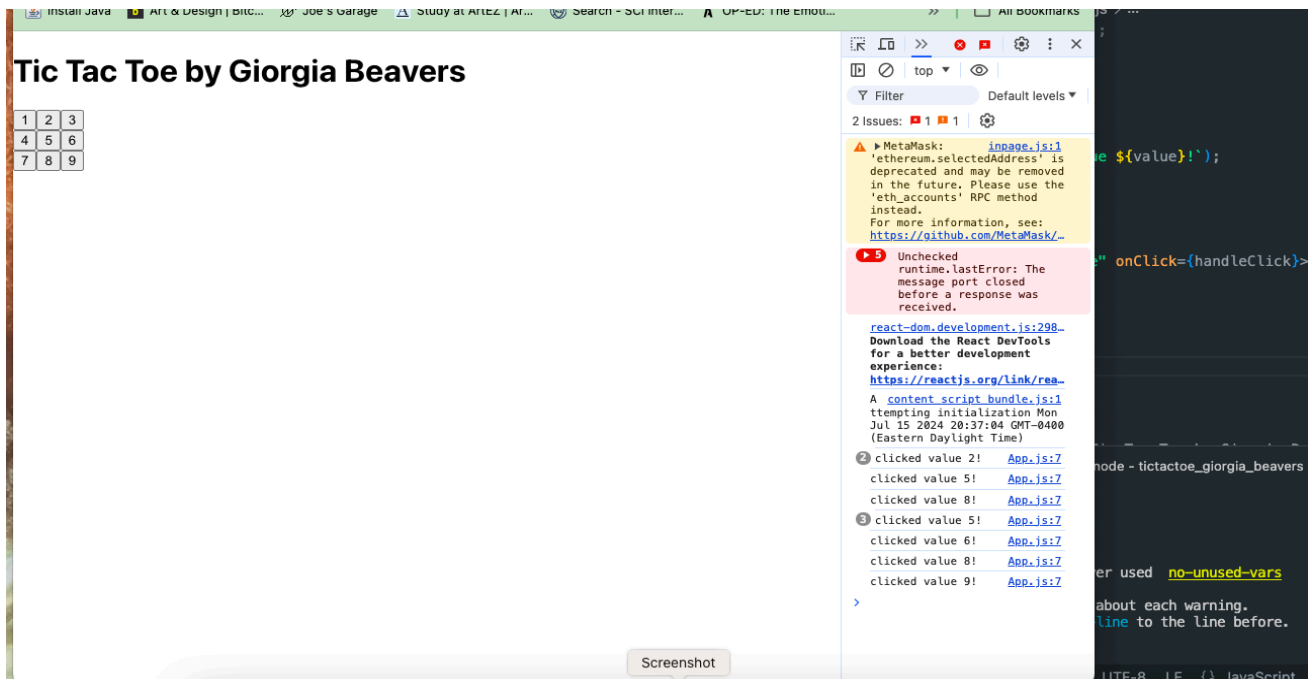 Install Java Art & Design | Bitc... Joe's Garage Study at ArtEZ | Ar... Search - SCI Inter... OP-ED: The Emoti... » All Bookmarks
Tic Tac Toe by Giorgia Beavers
1 2 3
4 5 6
7 8 9
top
Filter Default levels
2 Issues: 1 1
MetaMask: inpage.js:1
'ethereum.selectedAddress' is
deprecated and may be removed
in the future. Please use the
'eth_accounts' RPC method
instead.
For more information, see:
https://github.com/MetaMask/…
5 Unchecked
runtime.lastError: The
message port closed
before a response was
received.
react-dom.development.js:298…
Download the React DevTools
for a better development
experience:
https://reactjs.org/link/rea…
A content script bundle.js:1
ttempting initialization Mon
Jul 15 2024 20:37:04 GMT-0400
(Eastern Daylight Time)
2 clicked value 2! App.js:7
clicked value 5! App.js:7
clicked value 8! App.js:7
3 clicked value 5! App.js:7
clicked value 6! App.js:7
clicked value 8! App.js:7
clicked value 9! App.js:7
>
js > ...
;
ue ${value}!`);
e" onClick={handleClick}>
node - tictactoe_giorgia_beavers
er used no-unused-vars
about each warning.
-line to the line before.
UTF-8 LF {} JavaScript
Screenshot